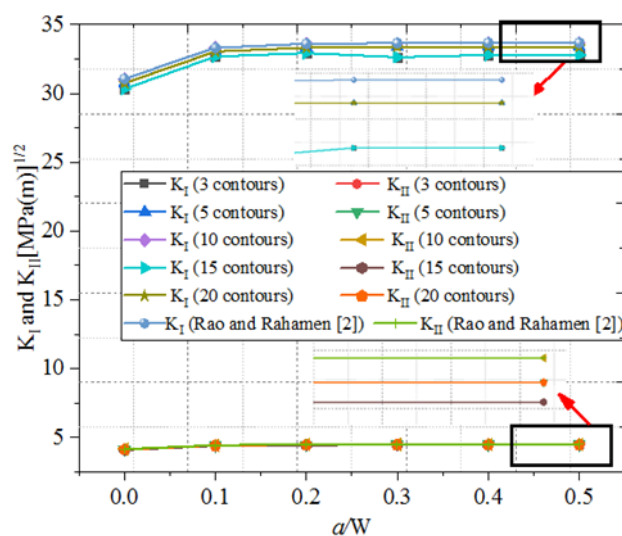 35
30
25
20
15
10
5
K_I and K_II[MPa(m)]^1/2
K_I (3 contours) K_II (3 contours)
K_I (5 contours) K_II (5 contours)
K_I (10 contours) K_II (10 contours)
K_I (15 contours) K_II (15 contours)
K_I (20 contours) K_II (20 contours)
K_I (Rao and Rahamen [2]) K_II (Rao and Rahamen [2])
0.0 0.1 0.2 0.3 0.4 0.5
a/W